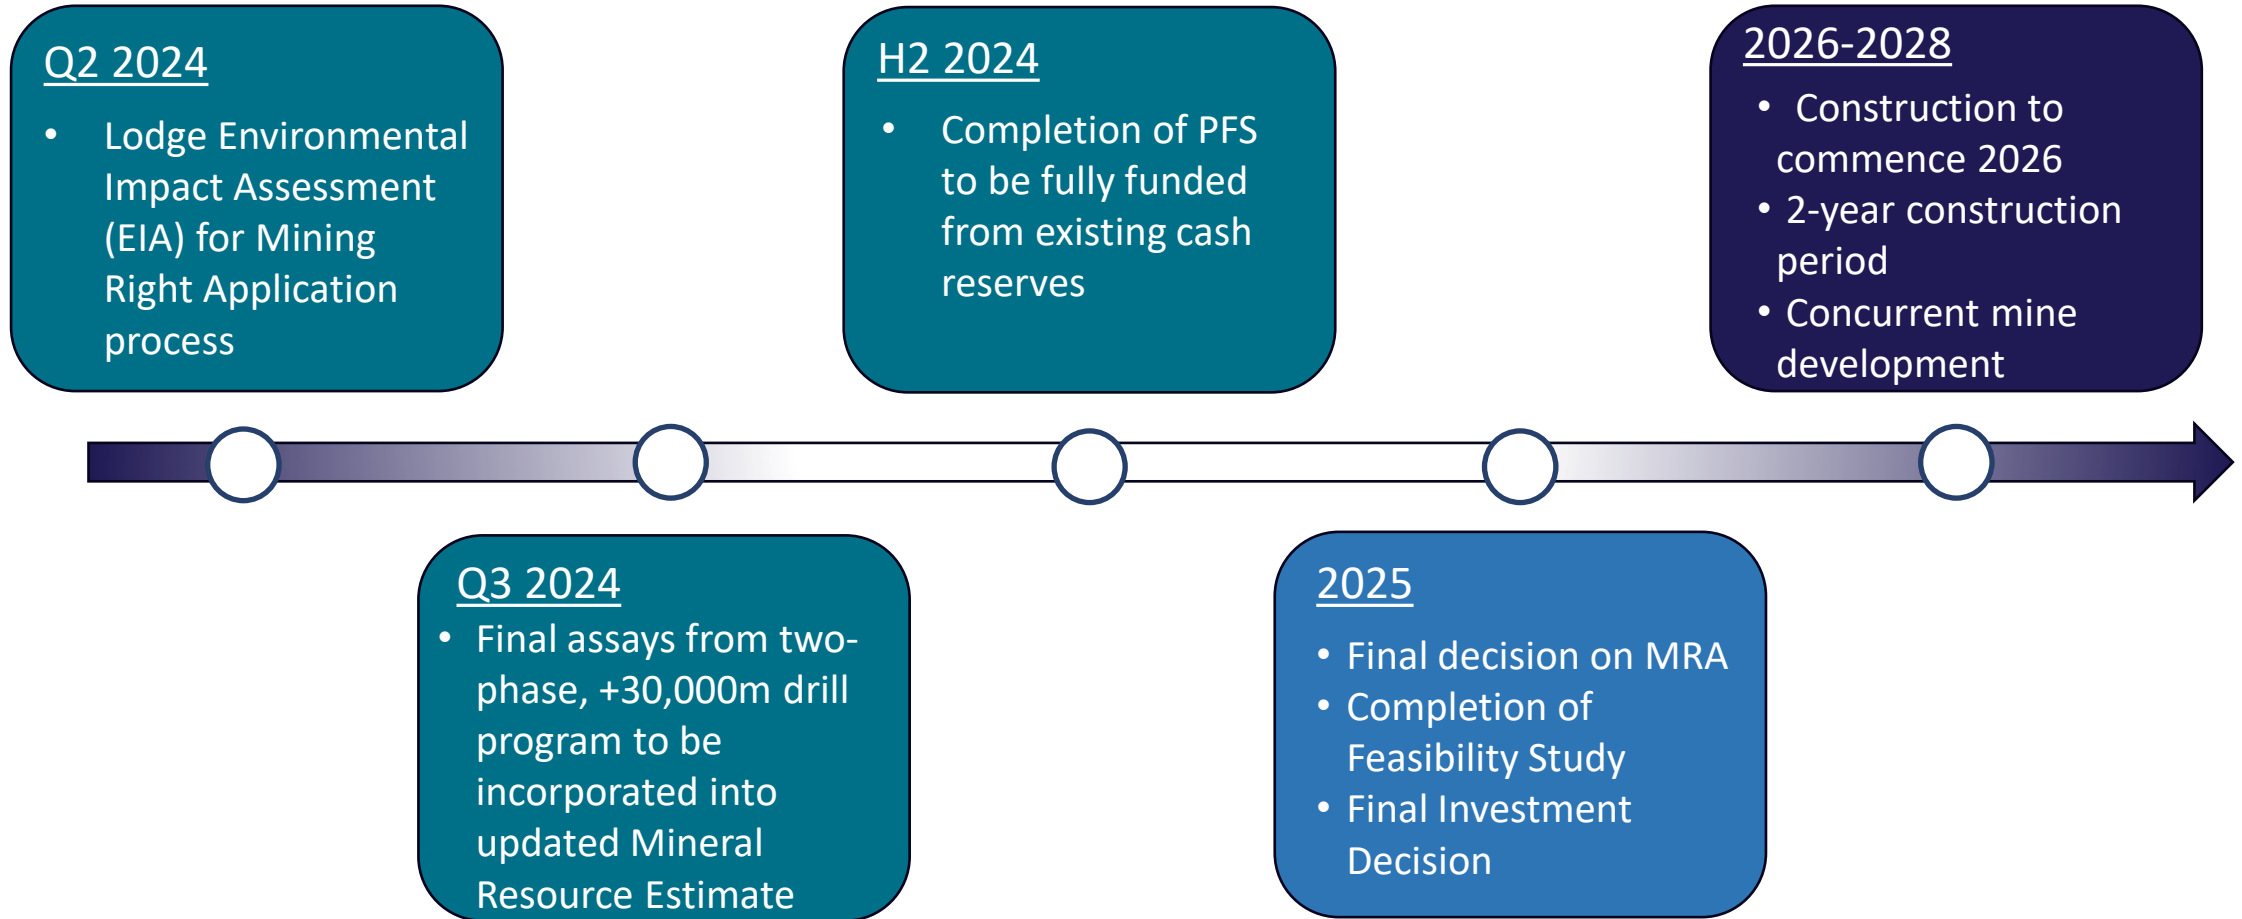 Q2 2024
• Lodge Environmental
Impact Assessment
(EIA) for Mining
Right Application
process
Q3 2024
• Final assays from two-
phase, +30,000m drill
program to be
incorporated into
updated Mineral
Resource Estimate
H2 2024
• Completion of PFS
to be fully funded
from existing cash
reserves
2025
• Final decision on MRA
• Completion of
Feasibility Study
• Final Investment
Decision
2026-2028
• Construction to
commence 2026
• 2-year construction
period
• Concurrent mine
development